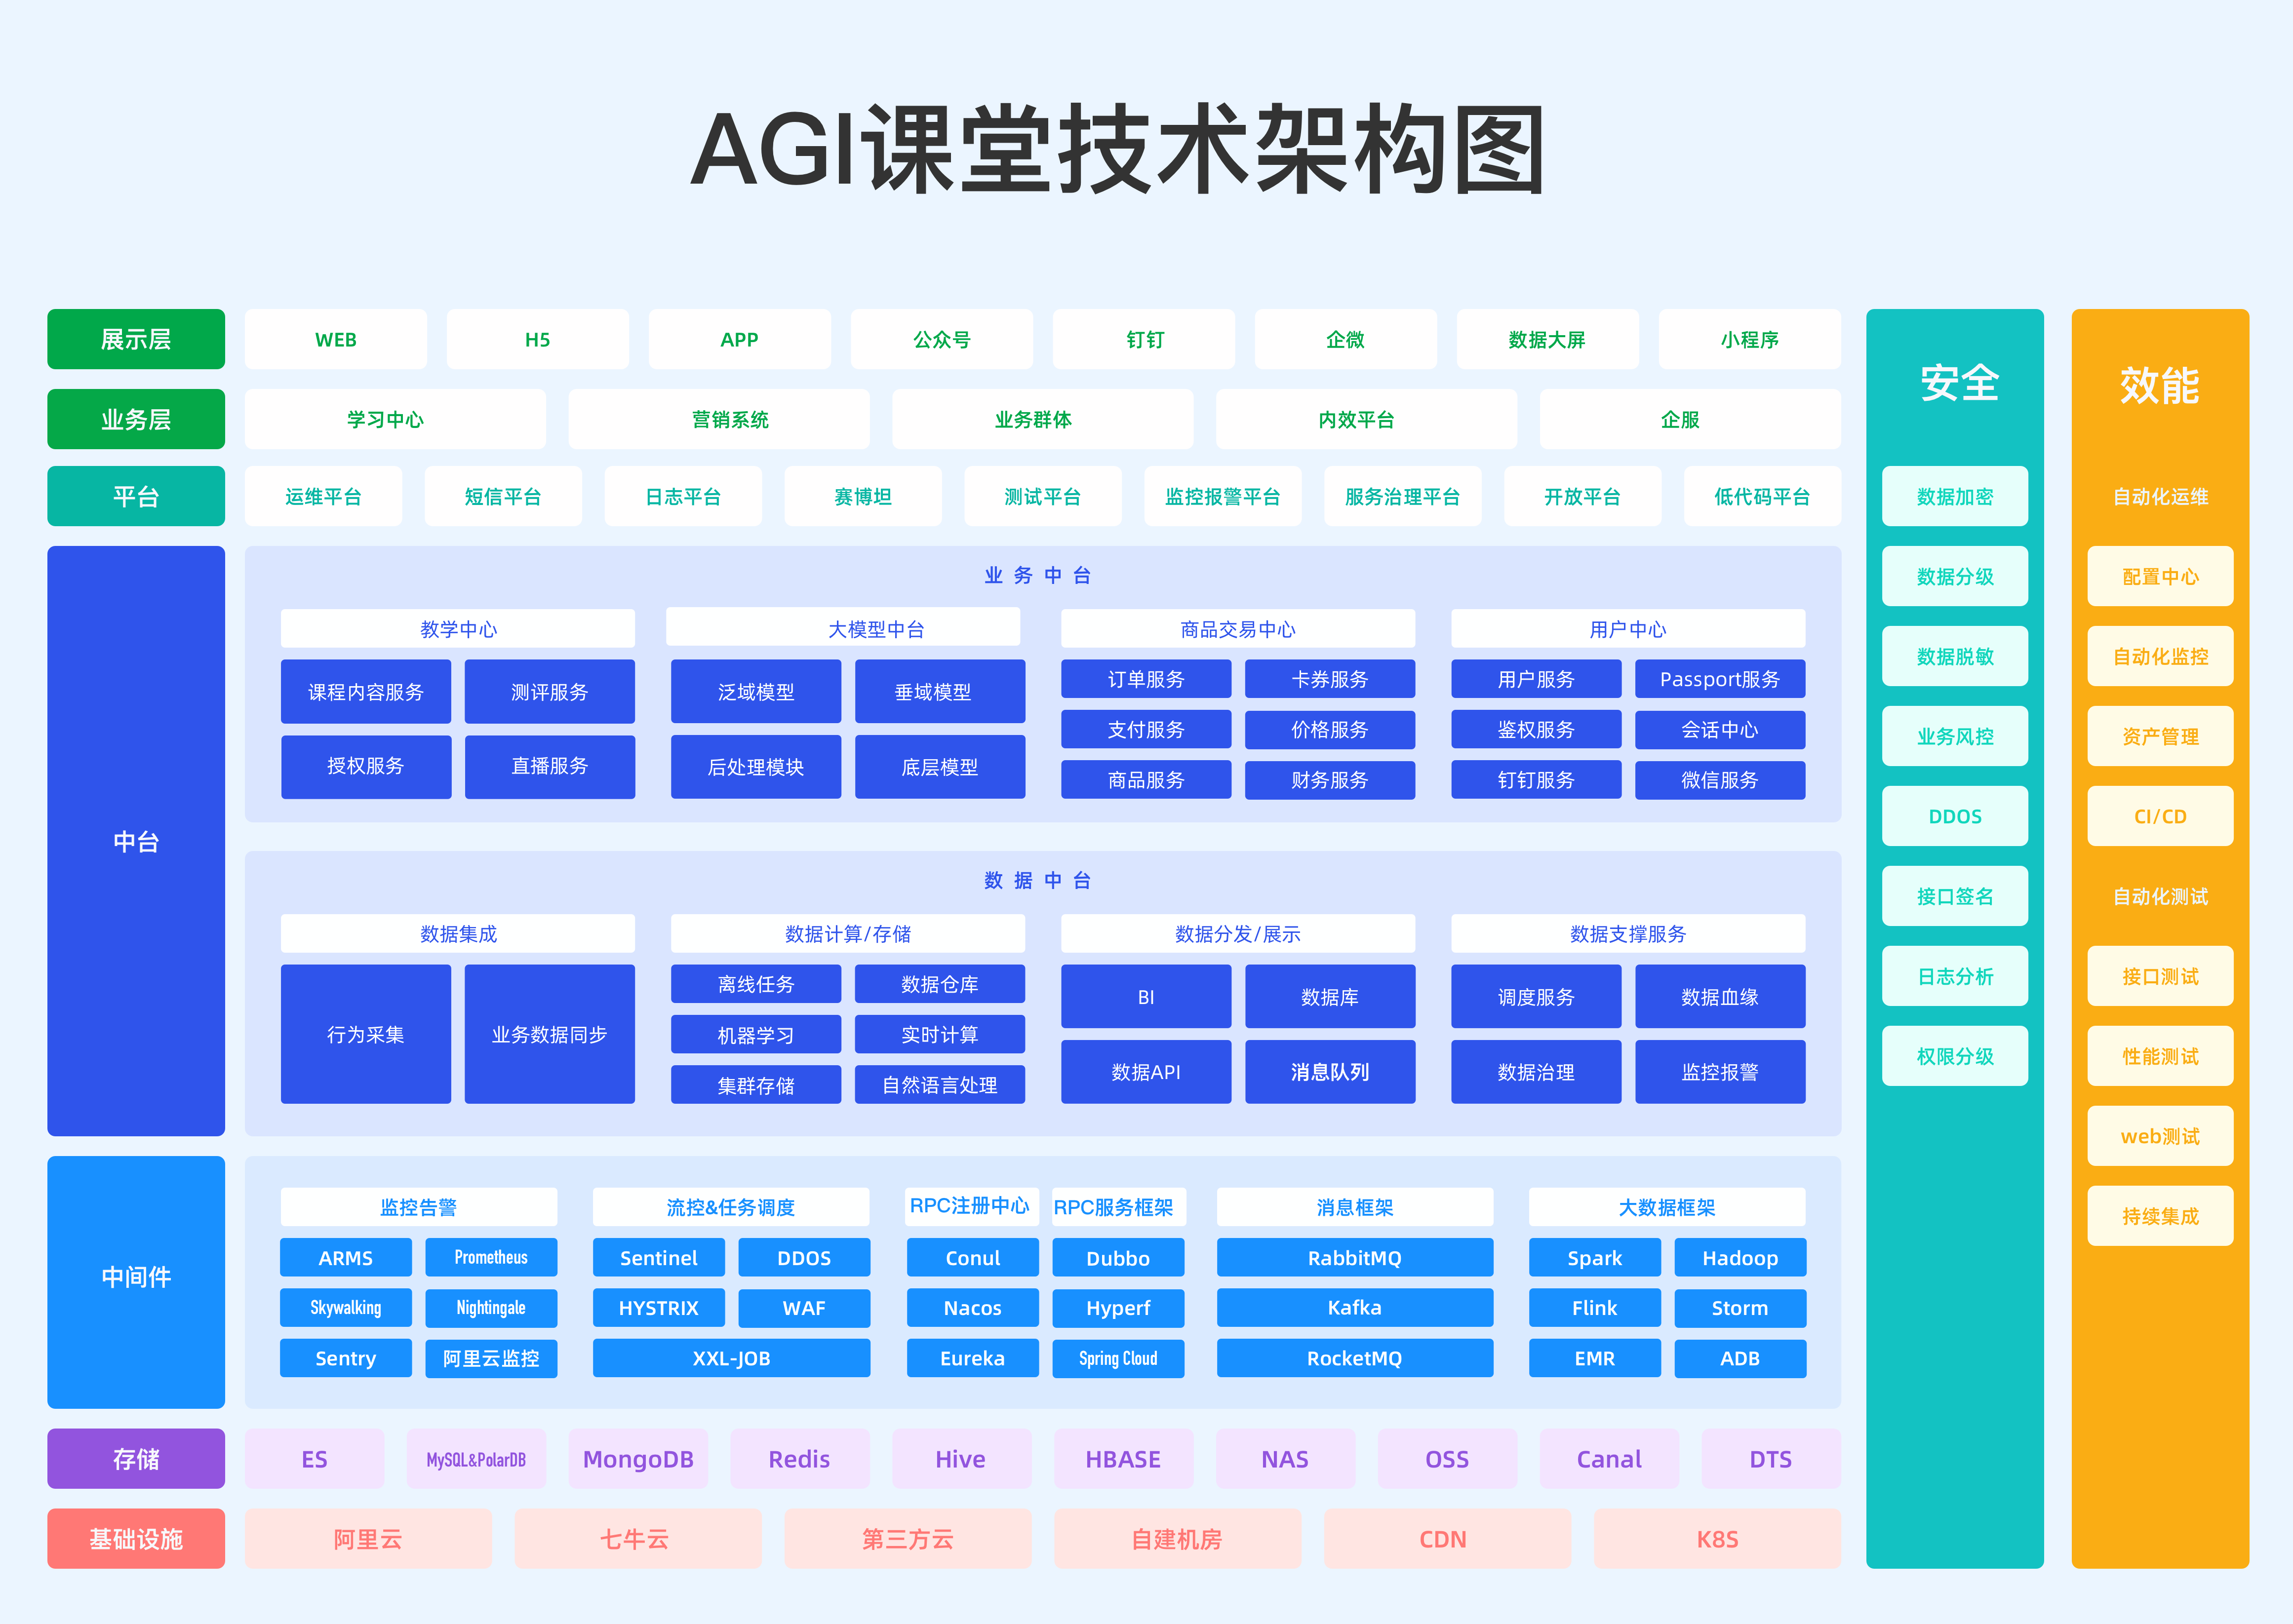 AGI课堂技术架构图
展示层 WEB H5 APP 公众号 钉钉 企微 数据大屏 小程序
业务层 学习中心 营销系统 业务群体 内效平台 企服
平台 运维平台 短信平台 日志平台 赛博坦 测试平台 监控报警平台 服务治理平台 开放平台 低代码平台
中台
业务中台
教学中心 大模型中台 商品交易中心 用户中心
课程内容服务 测评服务
授权服务 直播服务
泛域模型 垂域模型
后处理模块 底层模型
订单服务 卡券服务
支付服务 价格服务
商品服务 财务服务
用户服务 Passport服务
鉴权服务 会话中心
钉钉服务 微信服务
数据中台
数据集成 数据计算/存储 数据分发/展示 数据支撑服务
行为采集 业务数据同步
离线任务 数据仓库
机器学习 实时计算
集群存储 自然语言处理
BI 数据库
数据API 消息队列
调度服务 数据血缘
数据治理 监控报警
中间件
监控告警 流控&任务调度 RPC注册中心 RPC服务框架 消息框架 大数据框架
ARMS Prometheus
Skywalking Nightingale
Sentry 阿里云监控
Sentinel DDOS
HYSTRIX WAF
XXL-JOB
Conul Dubbo
Nacos Hyperf
Eureka Spring Cloud
RabbitMQ
Kafka
RocketMQ
Spark Hadoop
Flink Storm
EMR ADB
存储 ES MySQL&PolarDB MongoDB Redis Hive HBASE NAS OSS Canal DTS
基础设施 阿里云 七牛云 第三方云 自建机房 CDN K8S
安全
数据加密
数据分级
数据脱敏
业务风控
DDOS
接口签名
日志分析
权限分级
效能
自动化运维
配置中心
自动化监控
资产管理
CI/CD
自动化测试
接口测试
性能测试
web测试
持续集成